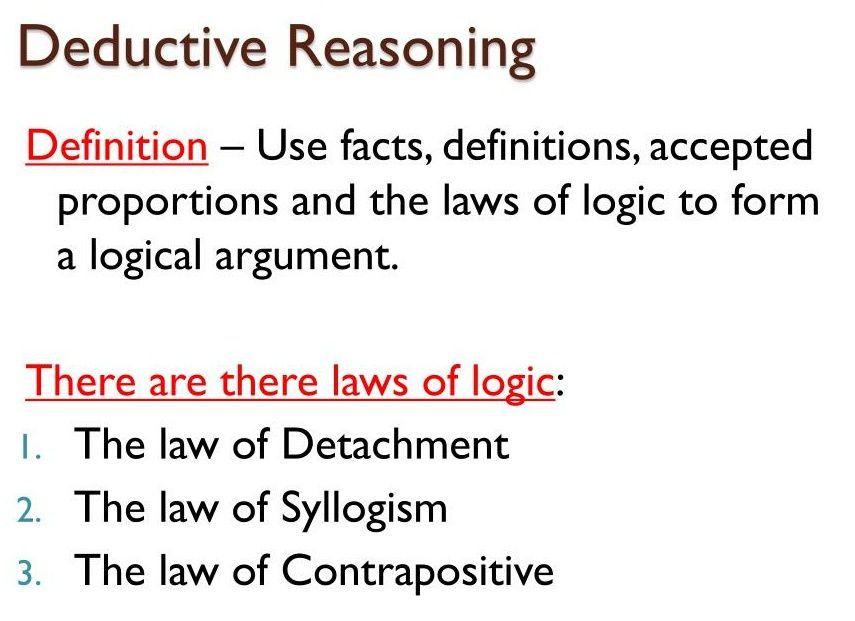 Deductive Reasoning
Definition – Use facts, definitions, accepted
proportions and the laws of logic to form
a logical argument.
There are there laws of logic:
1. The law of Detachment
2. The law of Syllogism
3. The law of Contrapositive